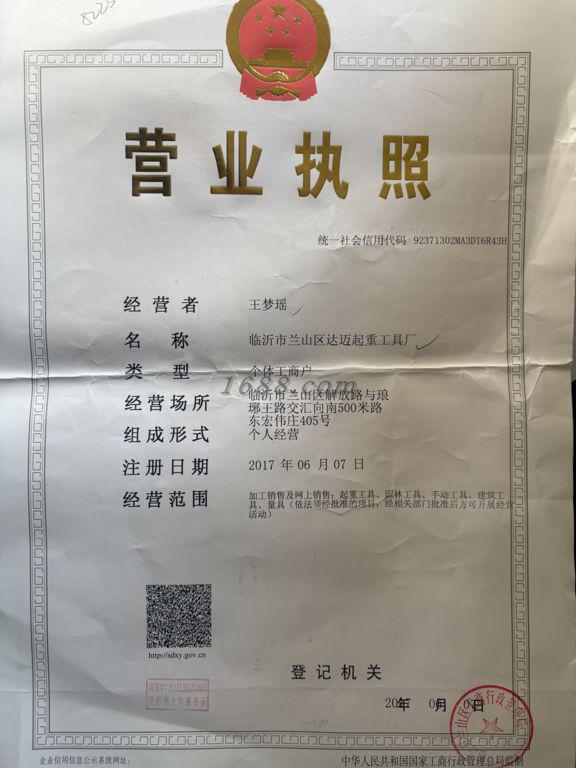 营业执照
统一社会信用代码 92371302MA3DT6R43H
经营者 王梦瑶
名称 临沂市兰山区达迈起重工具厂
类型 个体工商户
1688.com
经营场所 临沂市兰山区解放路与琅
琊王路交汇向南500米路
东宏伟庄405号
组成形式 个人经营
注册日期 2017 年 06 月 07 日
经营范围 加工销售及网上销售：起重工具、园林工具、手动工具、建筑工
具、量具（依法须经批准的项目，经相关部门批准后方可开展经营
活动）
http://sdxy.gov.cn
登记机关
年 月 日
企业信用信息公示系统网址：
中华人民共和国国家工商行政管理总局监制